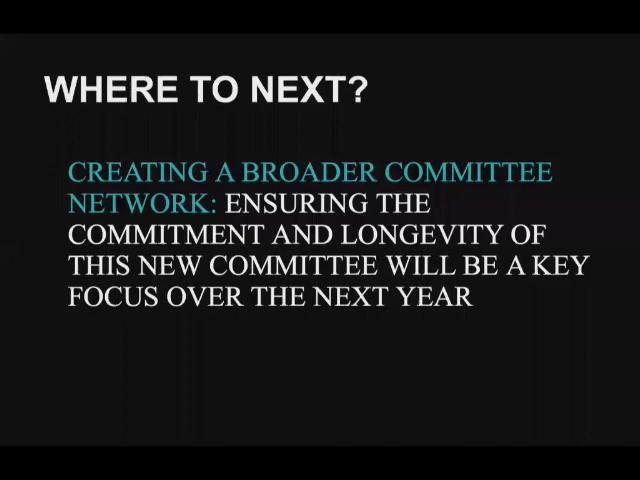 WHERE TO NEXT?
CREATING A BROADER COMMITTEE
NETWORK: ENSURING THE
COMMITMENT AND LONGEVITY OF
THIS NEW COMMITTEE WILL BE A KEY
FOCUS OVER THE NEXT YEAR